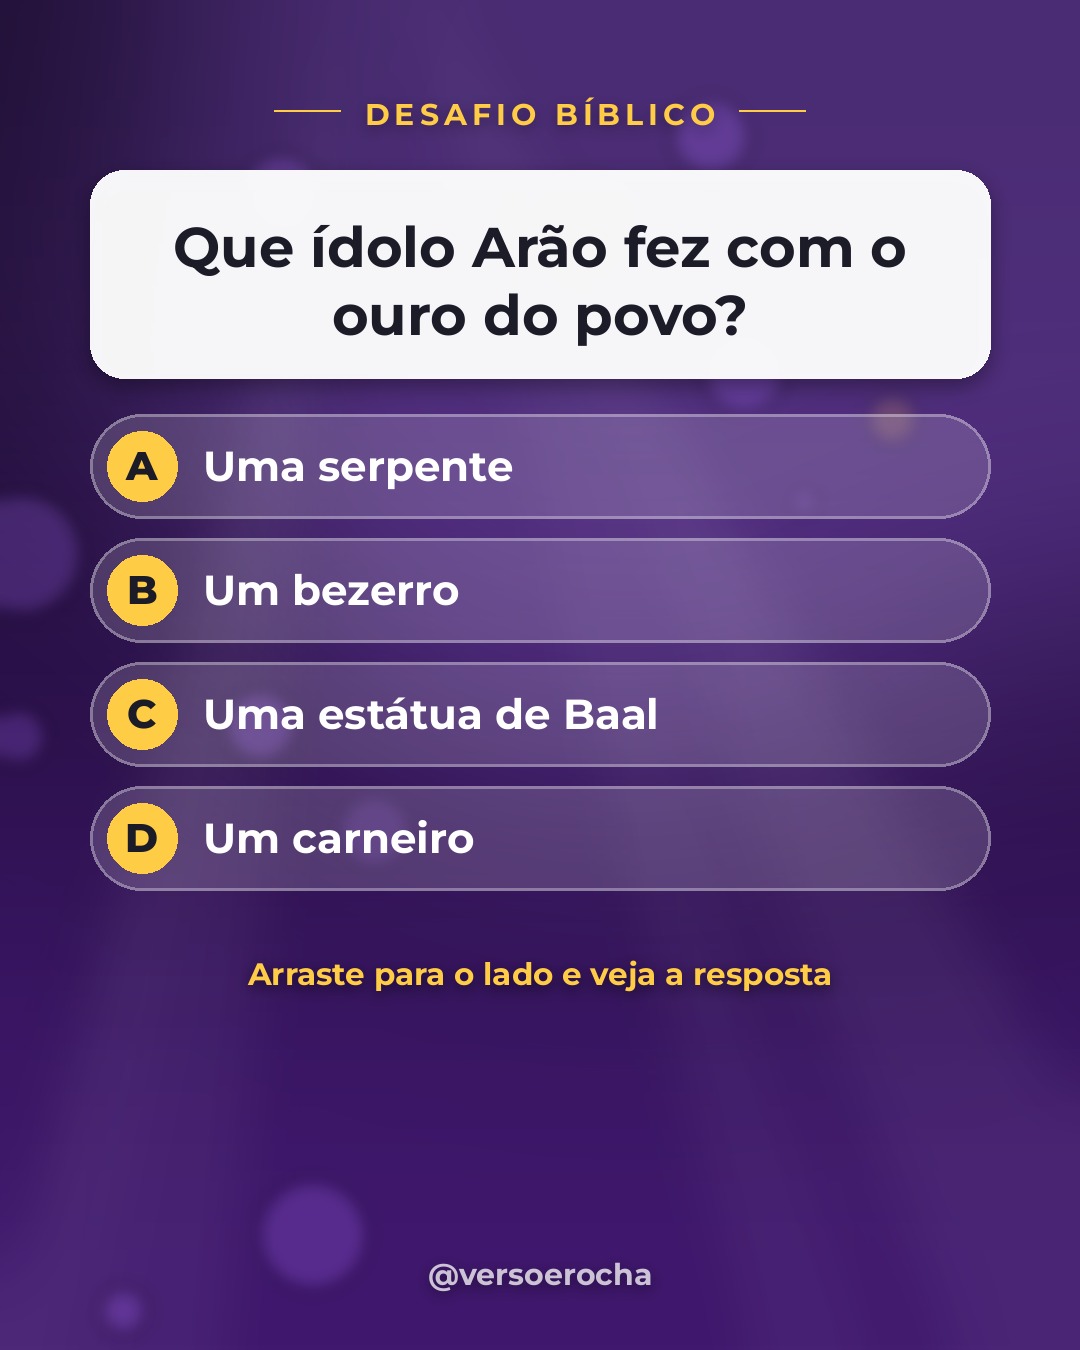 DESAFIO BÍBLICO
Que ídolo Arão fez com o
ouro do povo?
A Uma serpente
B Um bezerro
C Uma estátua de Baal
D Um carneiro
Arraste para o lado e veja a resposta
@versoerocha